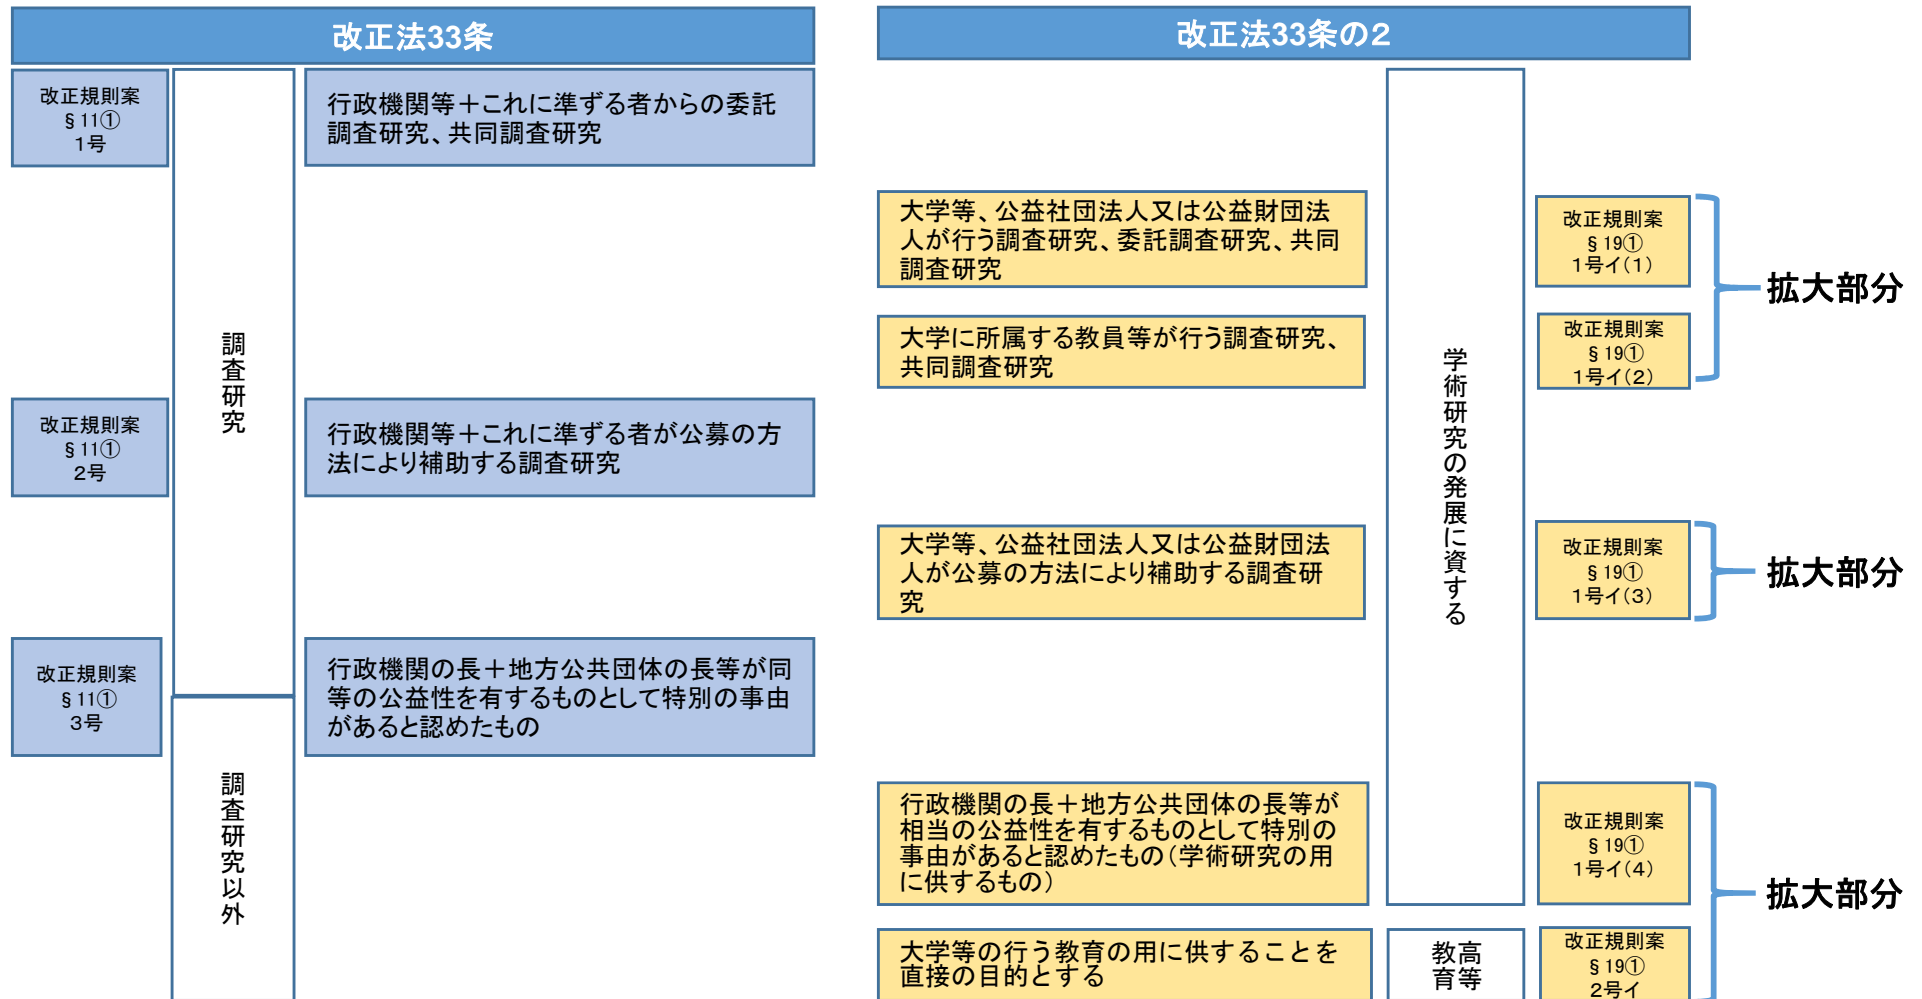 改正法33条
改正規則案
§11①
1号
行政機関等＋これに準ずる者からの委託
調査研究、共同調査研究
調査研究
改正規則案
§11①
2号
行政機関等＋これに準ずる者が公募の方
法により補助する調査研究
改正規則案
§11①
3号
行政機関の長＋地方公共団体の長等が同
等の公益性を有するものとして特別の事由
があると認めたもの
調査研究以外
改正法33条の２
大学等、公益社団法人又は公益財団法
人が行う調査研究、委託調査研究、共同
調査研究
改正規則案
§19①
1号イ(1)
拡大部分
大学に所属する教員等が行う調査研究、
共同調査研究
改正規則案
§19①
1号イ(2)
学術研究の発展に資する
大学等、公益社団法人又は公益財団法
人が公募の方法により補助する調査研
究
改正規則案
§19①
1号イ(3)
拡大部分
行政機関の長＋地方公共団体の長等が
相当の公益性を有するものとして特別の
事由があると認めたもの（学術研究の用
に供するもの）
改正規則案
§19①
1号イ(4)
拡大部分
大学等の行う教育の用に供することを
直接の目的とする
高等
教育
改正規則案
§19①
2号イ